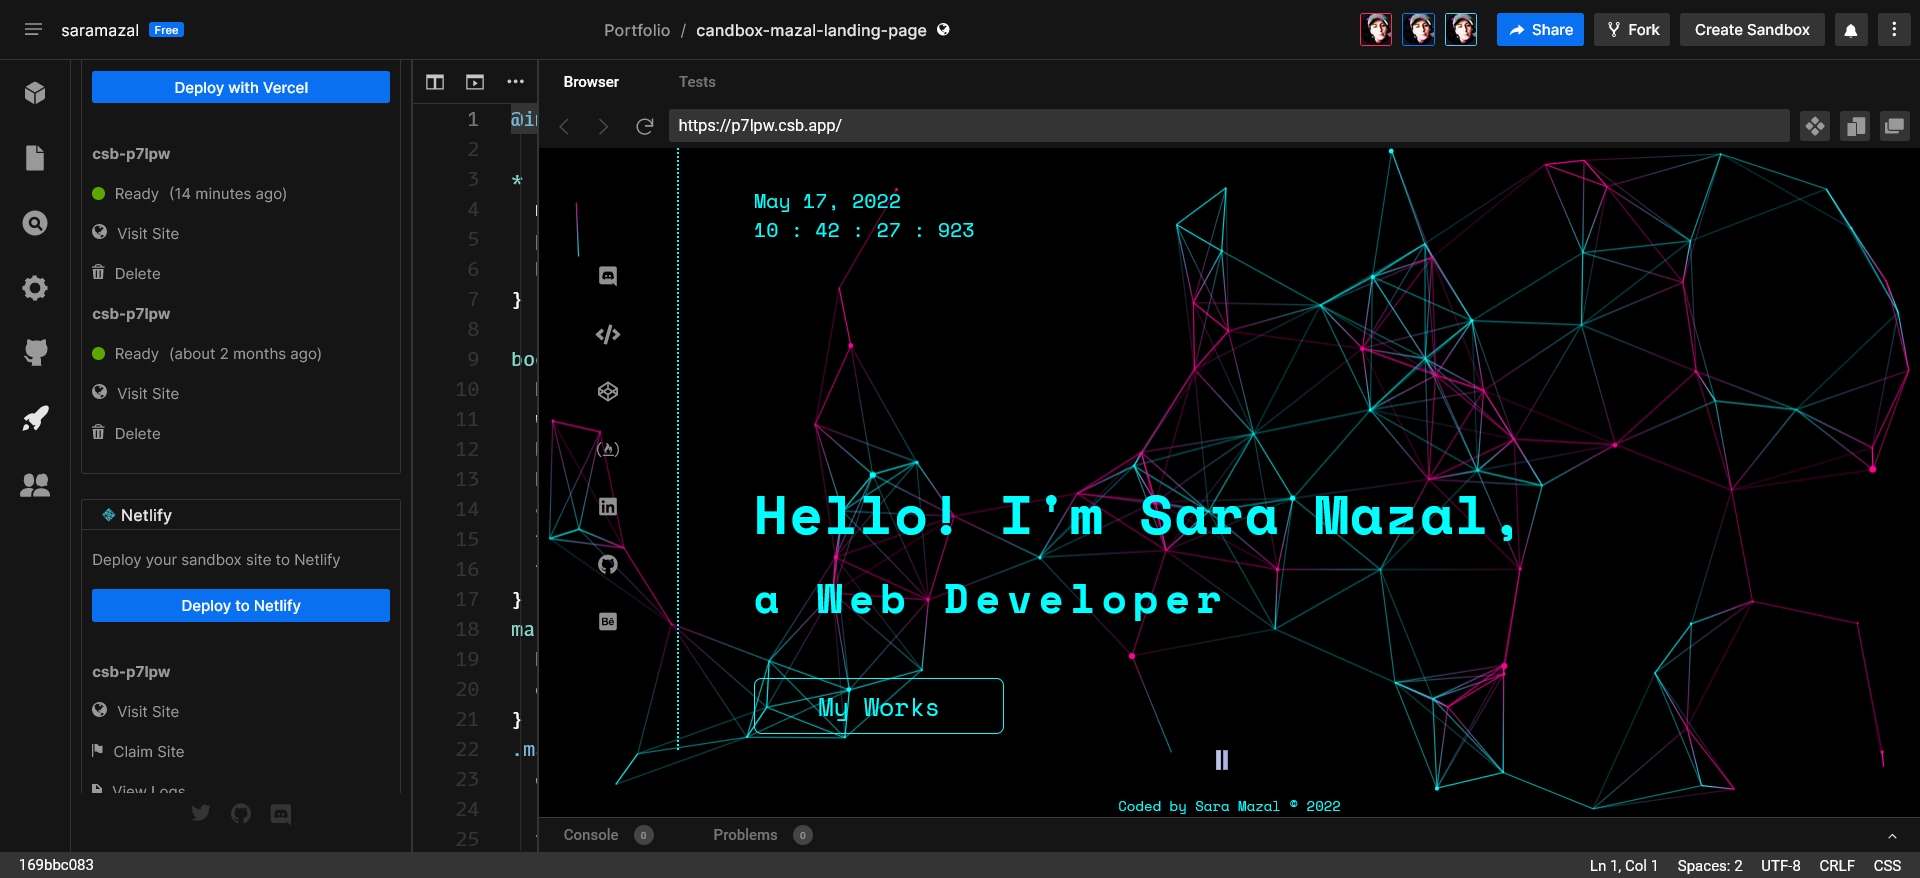 saramazal Free
Portfolio / candbox-mazal-landing-page
Share
Fork
Create Sandbox
Deploy with Vercel
csb-p7lpw
Ready (14 minutes ago)
Visit Site
Delete
csb-p7lpw
Ready (about 2 months ago)
Visit Site
Delete
Netlify
Deploy your sandbox site to Netlify
Deploy to Netlify
csb-p7lpw
Visit Site
Claim Site
View Logs
1
2
3 *
4
5
6
7 }
8
9 bo
10
11
12
13
14
15
16
17 }
18 ma
19
20
21 }
22 .m
23
24
25
Browser Tests
https://p7lpw.csb.app/
May 17, 2022
10 : 42 : 27 : 923
Hello! I'm Sara Mazal,
a Web Developer
My Works
Bē
Coded by Sara Mazal © 2022
Console 0 Problems 0
169bbc083
Ln 1, Col 1 Spaces: 2 UTF-8 CRLF CSS